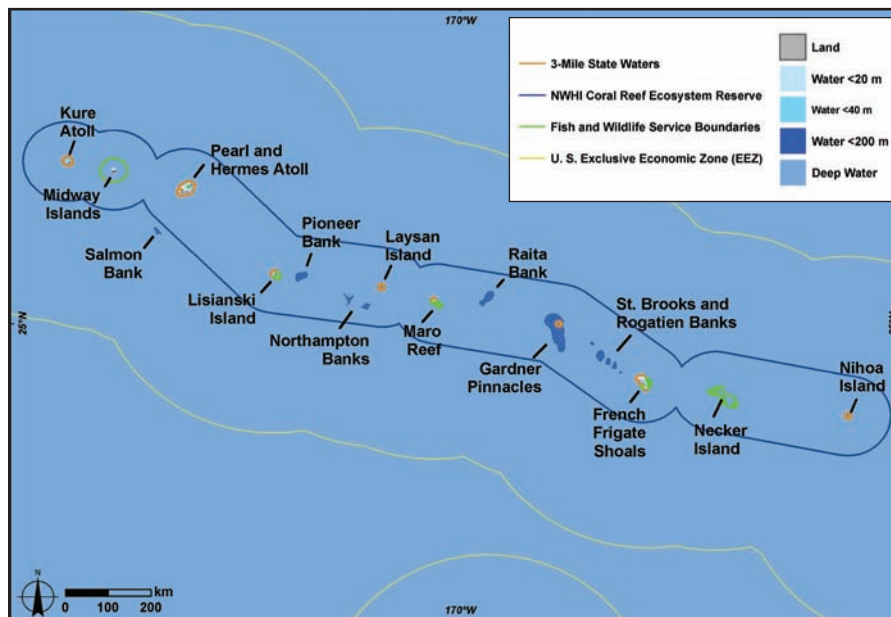 170°W
3-Mile State Waters
NWHI Coral Reef Ecosystem Reserve
Fish and Wildlife Service Boundaries
U. S. Exclusive Economic Zone (EEZ)
Land
Water <20 m
Water <40 m
Water <200 m
Deep Water
Kure
Atoll
Midway
Islands
Pearl and
Hermes Atoll
Salmon
Bank
Pioneer
Bank
Lisianski
Island
Laysan
Island
Northampton
Banks
Maro
Reef
Raita
Bank
Gardner
Pinnacles
St. Brooks and
Rogatien Banks
French
Frigate
Shoals
Necker
Island
Nihoa
Island
25°N
N
km
0 100 200
170°W